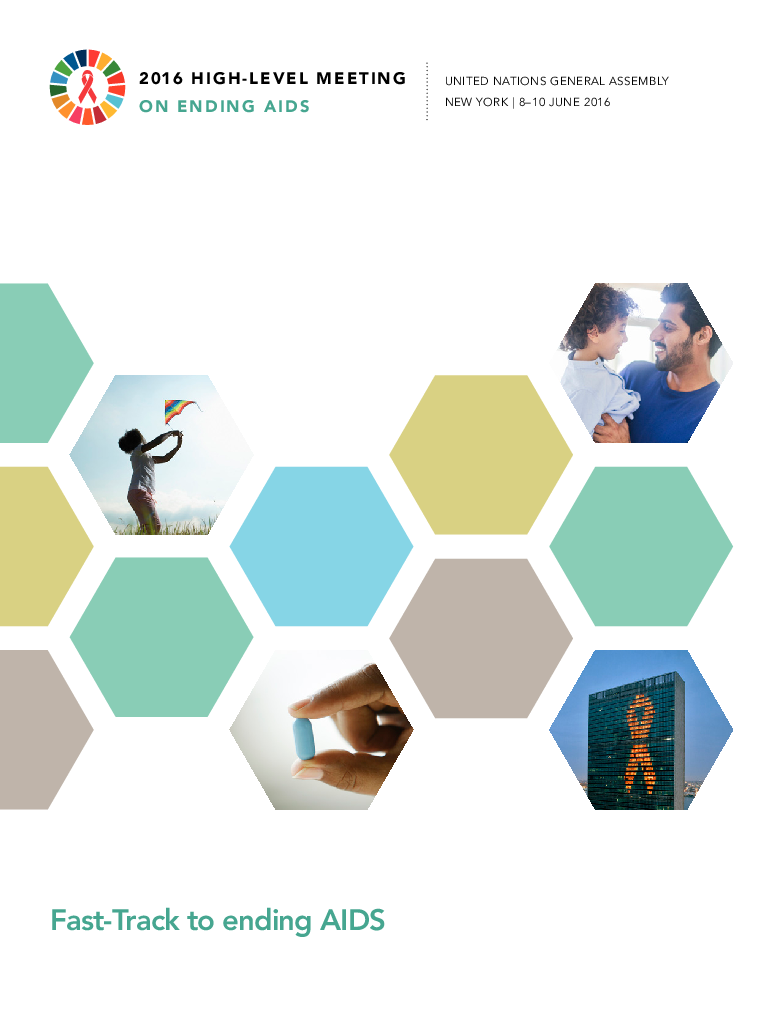 2016 HIGH-LEVEL MEETING
ON ENDING AIDS
UNITED NATIONS GENERAL ASSEMBLY
NEW YORK | 8–10 JUNE 2016
Fast-Track to ending AIDS